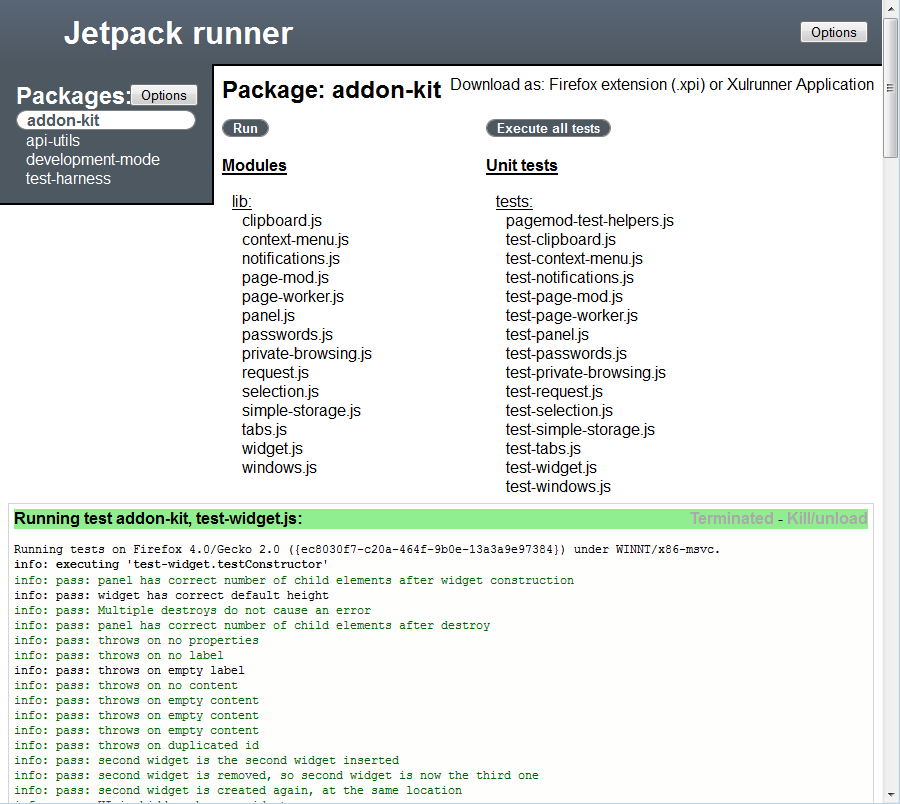 Jetpack runner
Options
Packages:
Options
addon-kit
api-utils
development-mode
test-harness
Package: addon-kit
Download as: Firefox extension (.xpi) or Xulrunner Application
Run
Execute all tests
Modules
lib:
clipboard.js
context-menu.js
notifications.js
page-mod.js
page-worker.js
panel.js
passwords.js
private-browsing.js
request.js
selection.js
simple-storage.js
tabs.js
widget.js
windows.js
Unit tests
tests:
pagemod-test-helpers.js
test-clipboard.js
test-context-menu.js
test-notifications.js
test-page-mod.js
test-page-worker.js
test-panel.js
test-passwords.js
test-private-browsing.js
test-request.js
test-selection.js
test-simple-storage.js
test-tabs.js
test-widget.js
test-windows.js
Running test addon-kit, test-widget.js:
Terminated - Kill/unload
Running tests on Firefox 4.0/Gecko 2.0 ({ec8030f7-c20a-464f-9b0e-13a3a9e97384}) under WINNT/x86-msvc.
info: executing 'test-widget.testConstructor'
info: pass: panel has correct number of child elements after widget construction
info: pass: widget has correct default height
info: pass: Multiple destroys do not cause an error
info: pass: panel has correct number of child elements after destroy
info: pass: throws on no properties
info: pass: throws on no label
info: pass: throws on empty label
info: pass: throws on no content
info: pass: throws on empty content
info: pass: throws on empty content
info: pass: throws on empty content
info: pass: throws on duplicated id
info: pass: second widget is the second widget inserted
info: pass: second widget is removed, so second widget is now the third one
info: pass: second widget is created again, at the same location